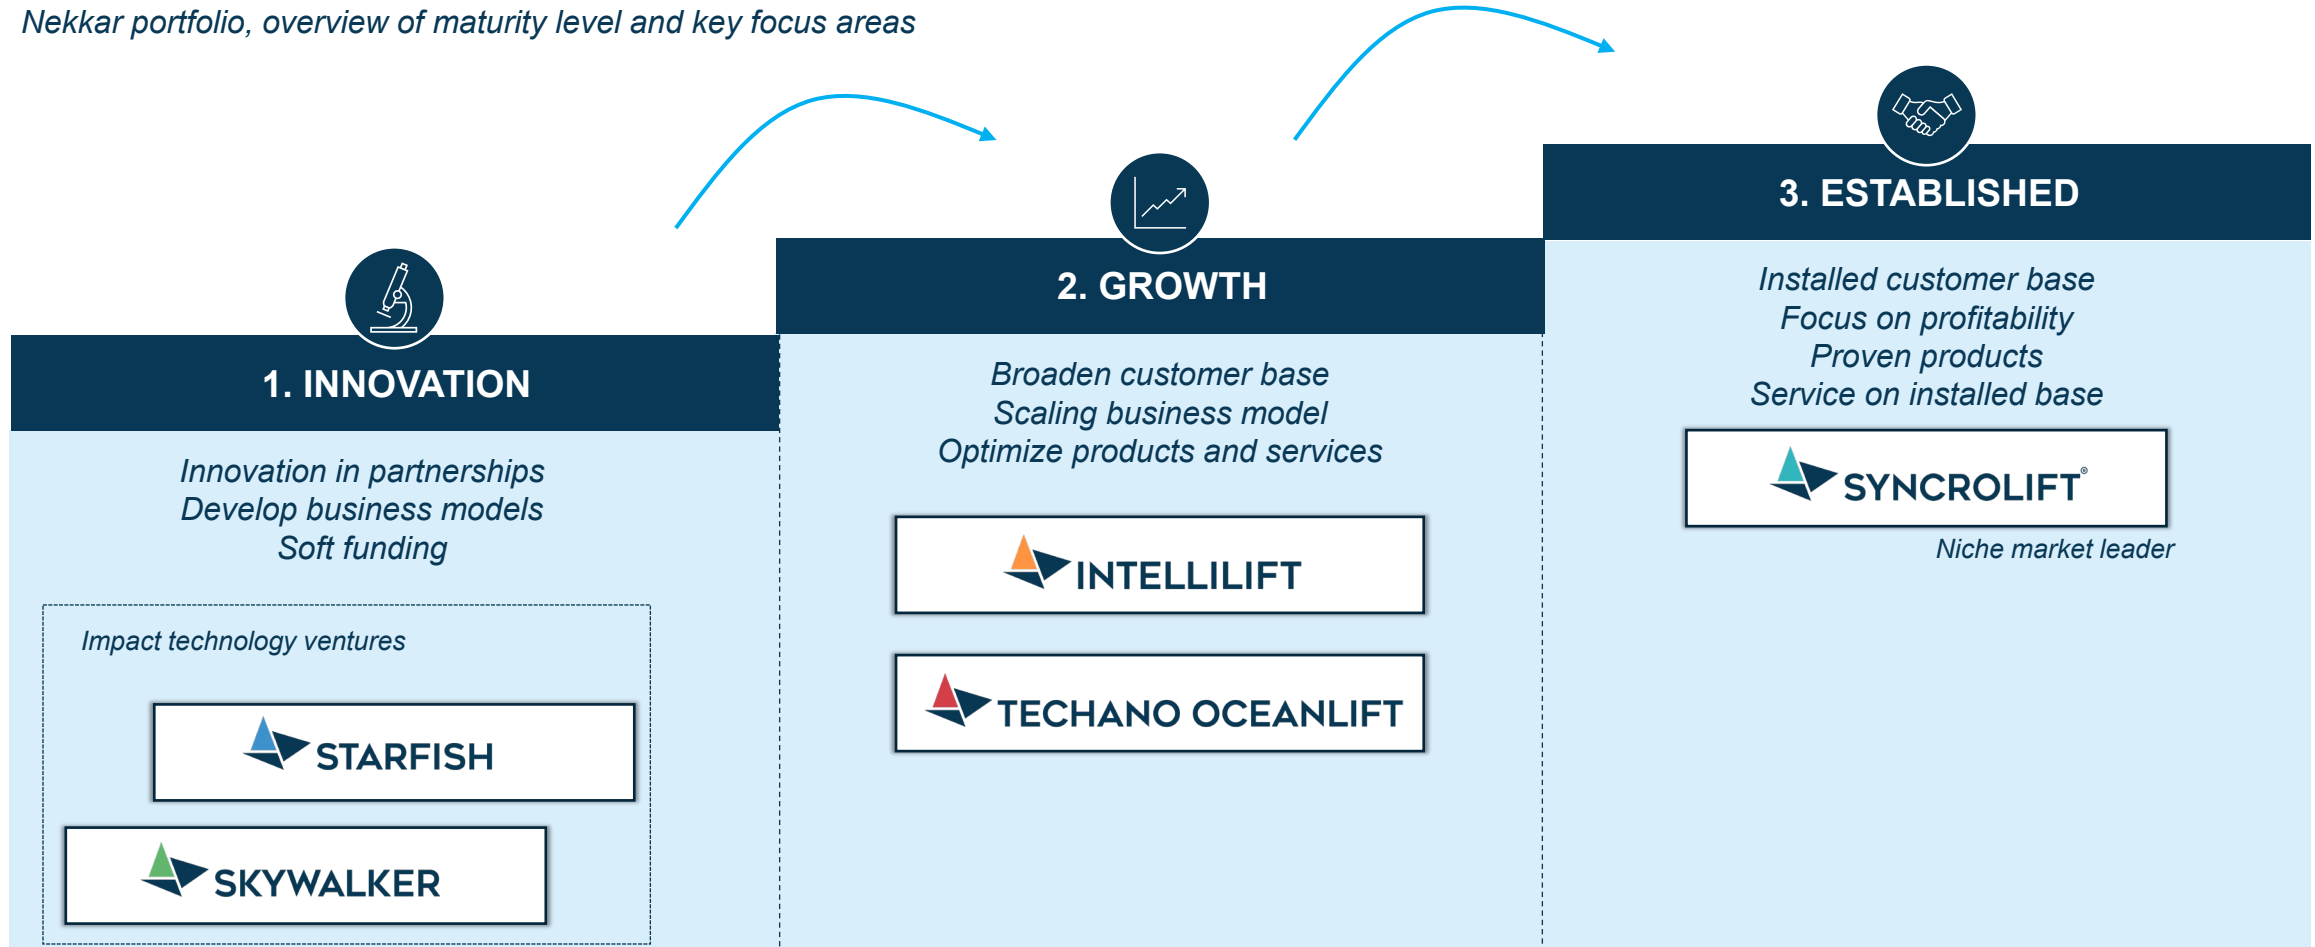 Nekkar portfolio, overview of maturity level and key focus areas
1. INNOVATION
Innovation in partnerships
Develop business models
Soft funding
Impact technology ventures
STARFISH
SKYWALKER
2. GROWTH
Broaden customer base
Scaling business model
Optimize products and services
INTELLILIFT
TECHANO OCEANLIFT
3. ESTABLISHED
Installed customer base
Focus on profitability
Proven products
Service on installed base
SYNCROLIFT®
Niche market leader